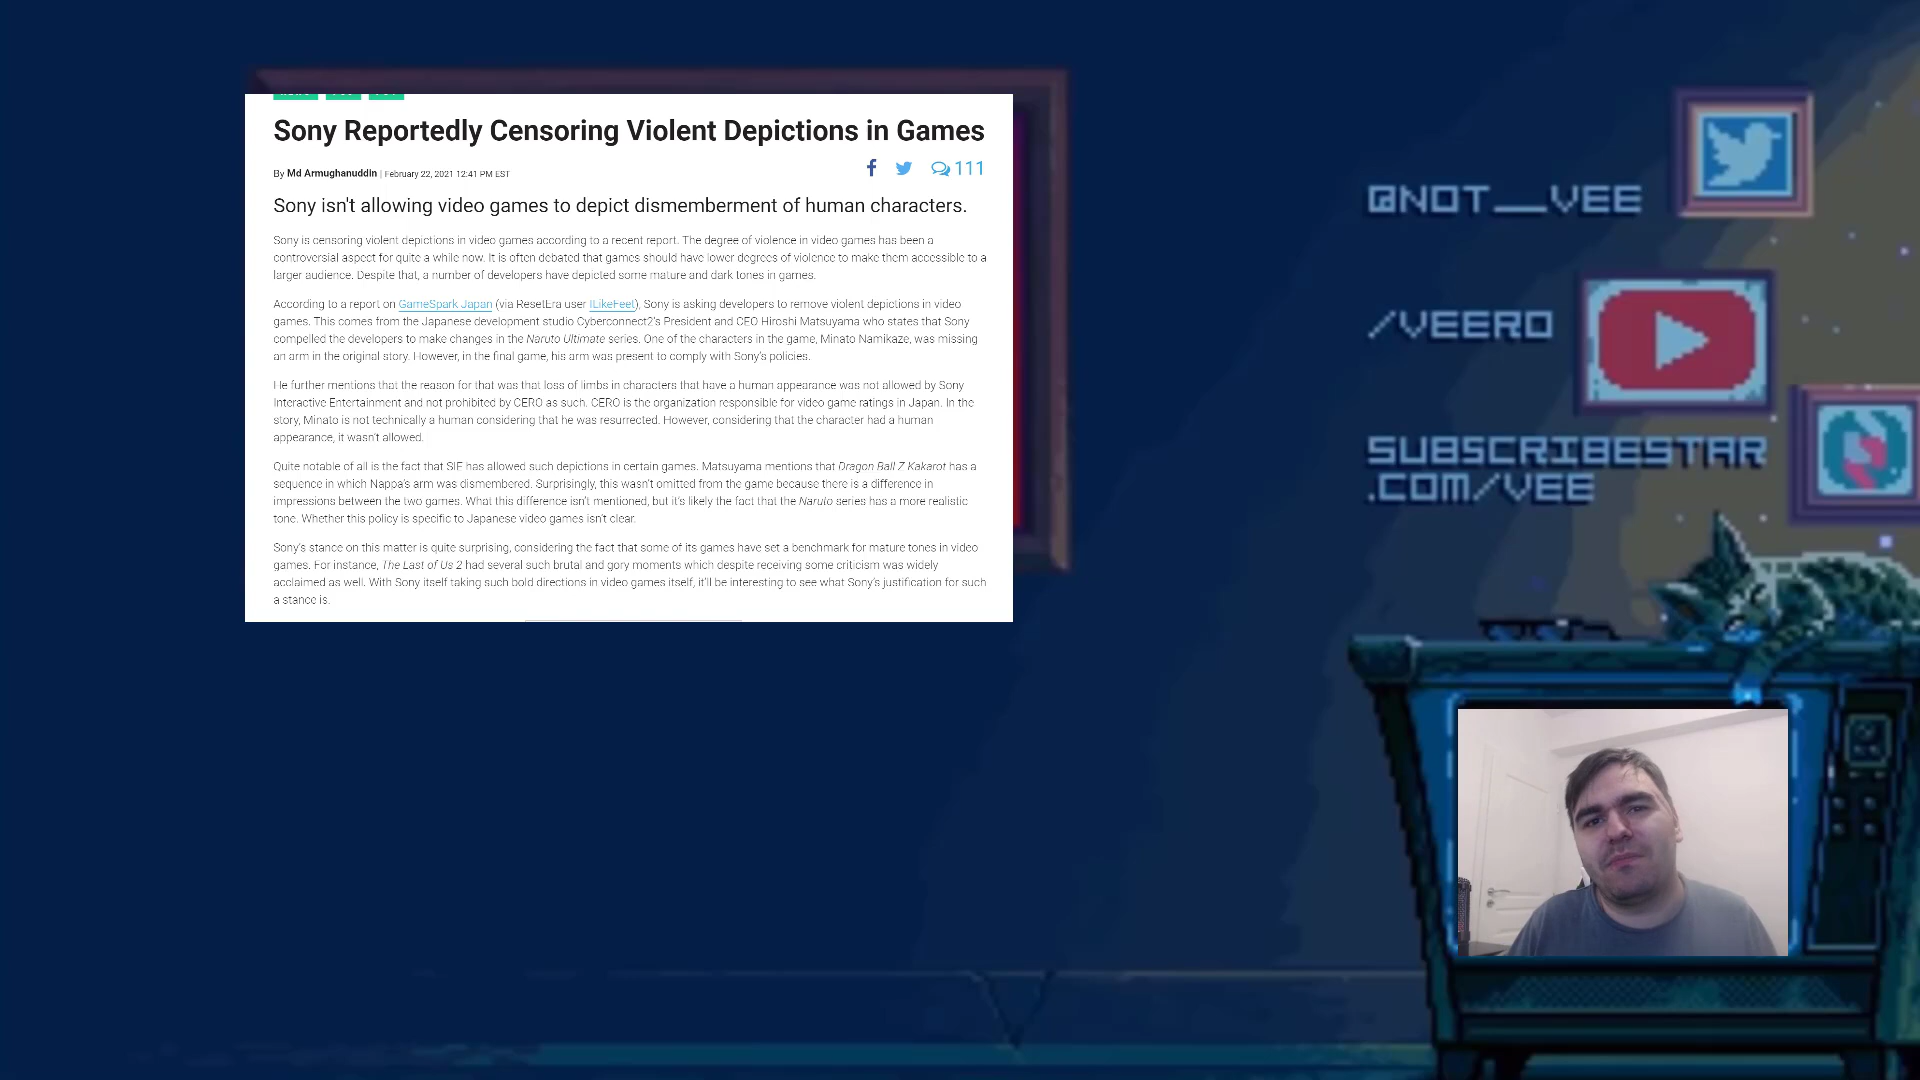 Sony Reportedly Censoring Violent Depictions in Games
By Md Armughanuddin | February 22, 2021 12:41 PM EST
111
Sony isn't allowing video games to depict dismemberment of human characters.
Sony is censoring violent depictions in video games according to a recent report. The degree of violence in video games has been a
controversial aspect for quite a while now. It is often debated that games should have lower degrees of violence to make them accessible to a
larger audience. Despite that, a number of developers have depicted some mature and dark tones in games.
According to a report on GameSpark Japan (via ResetEra user ILikeFeet), Sony is asking developers to remove violent depictions in video
games. This comes from the Japanese development studio Cyberconnect2's President and CEO Hiroshi Matsuyama who states that Sony
compelled the developers to make changes in the Naruto Ultimate series. One of the characters in the game, Minato Namikaze, was missing
an arm in the original story. However, in the final game, his arm was present to comply with Sony's policies.
He further mentions that the reason for that was that loss of limbs in characters that have a human appearance was not allowed by Sony
Interactive Entertainment and not prohibited by CERO as such. CERO is the organization responsible for video game ratings in Japan. In the
story, Minato is not technically a human considering that he was resurrected. However, considering that the character had a human
appearance, it wasn't allowed.
Quite notable of all is the fact that SIE has allowed such depictions in certain games. Matsuyama mentions that Dragon Ball Z Kakarot has a
sequence in which Nappa's arm was dismembered. Surprisingly, this wasn't omitted from the game because there is a difference in
impressions between the two games. What this difference isn't mentioned, but it's likely the fact that the Naruto series has a more realistic
tone. Whether this policy is specific to Japanese video games isn't clear.
Sony's stance on this matter is quite surprising, considering the fact that some of its games have set a benchmark for mature tones in video
games. For instance, The Last of Us 2 had several such brutal and gory moments which despite receiving some criticism was widely
acclaimed as well. With Sony itself taking such bold directions in video games itself, it'll be interesting to see what Sony's justification for such
a stance is.
@NOT__VEE
/VEERO
SUBSCRIBESTAR
.COM/VEE